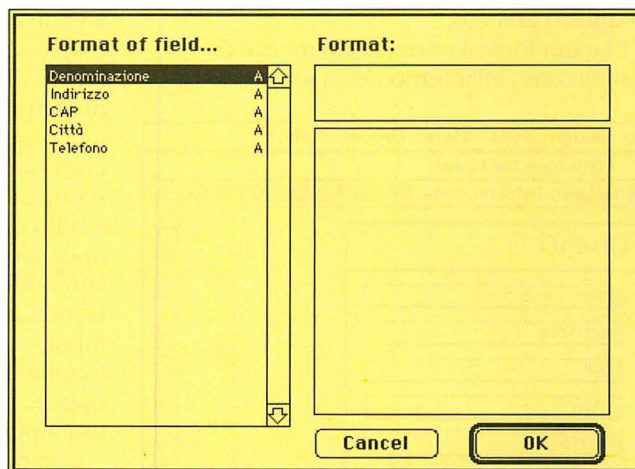 Format of field...
Format:
Denominazione A
Indirizzo A
CAP A
Città A
Telefono A
Cancel
OK